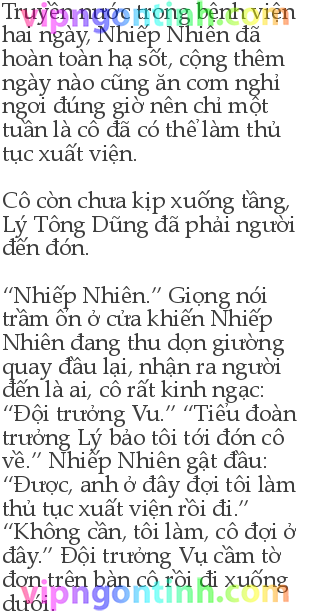 Truyền nước trong bệnh viện
hai ngày, Nhiếp Nhiên đã
hoàn toàn hạ sốt, cộng thêm
ngày nào cũng ăn cơm nghỉ
ngơi đúng giờ nên chỉ một
tuần là cô đã có thể làm thủ
tục xuất viện.
Cô còn chưa kịp xuống tầng,
Lý Tông Dũng đã phái người
đến đón.
“Nhiếp Nhiên.” Giọng nói
trầm ổn ở cửa khiến Nhiếp
Nhiên đang thu dọn giường
quay đầu lại, nhận ra người
đến là ai, cô rất kinh ngạc:
“Đội trưởng Vu.” “Tiểu đoàn
trưởng Lý bảo tôi tới đón cô
về.” Nhiếp Nhiên gật đầu:
“Được, anh ở đây đợi tôi làm
thủ tục xuất viện rồi đi.”
“Không cần, tôi làm, cô đợi ở
đây.” Đội trưởng Vu cầm tờ
đơn trên bàn cô rồi đi xuống
dưới.
vipngontinh.com
vipngontinh.com